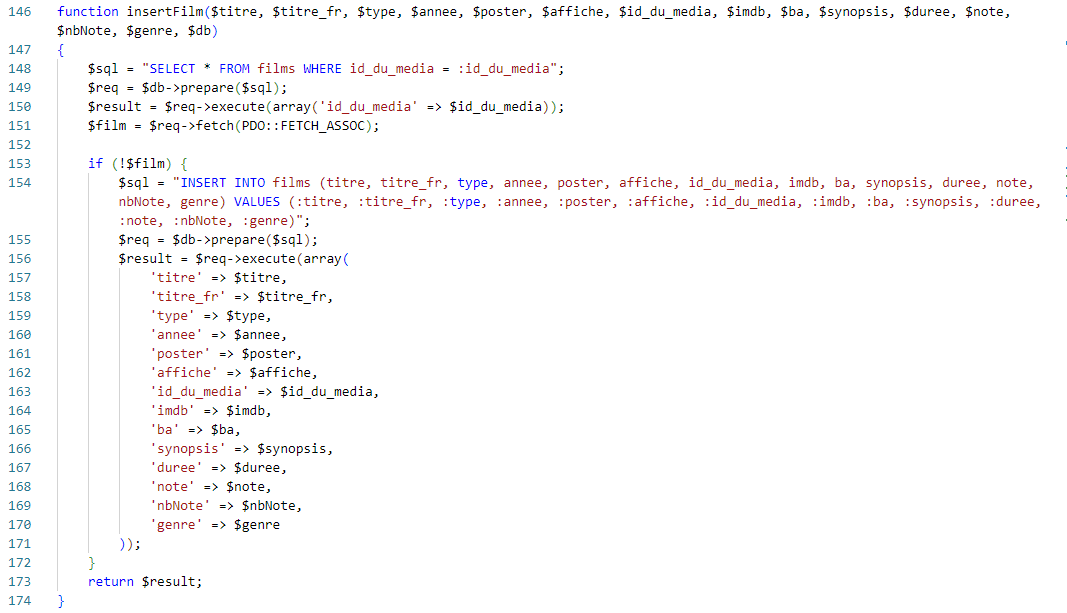 146 function insertFilm($titre, $titre_fr, $type, $annee, $poster, $affiche, $id_du_media, $imdb, $ba, $synopsis, $duree, $note,
$nbNote, $genre, $db)
147 {
148 $sql = "SELECT * FROM films WHERE id_du_media = :id_du_media";
149 $req = $db->prepare($sql);
150 $result = $req->execute(array('id_du_media' => $id_du_media));
151 $film = $req->fetch(PDO::FETCH_ASSOC);
152
153 if (!$film) {
154 $sql = "INSERT INTO films (titre, titre_fr, type, annee, poster, affiche, id_du_media, imdb, ba, synopsis, duree, note,
nbNote, genre) VALUES (:titre, :titre_fr, :type, :annee, :poster, :affiche, :id_du_media, :imdb, :ba, :synopsis, :duree,
:note, :nbNote, :genre)";
155 $req = $db->prepare($sql);
156 $result = $req->execute(array(
157 'titre' => $titre,
158 'titre_fr' => $titre_fr,
159 'type' => $type,
160 'annee' => $annee,
161 'poster' => $poster,
162 'affiche' => $affiche,
163 'id_du_media' => $id_du_media,
164 'imdb' => $imdb,
165 'ba' => $ba,
166 'synopsis' => $synopsis,
167 'duree' => $duree,
168 'note' => $note,
169 'nbNote' => $nbNote,
170 'genre' => $genre
171 ));
172 }
173 return $result;
174 }